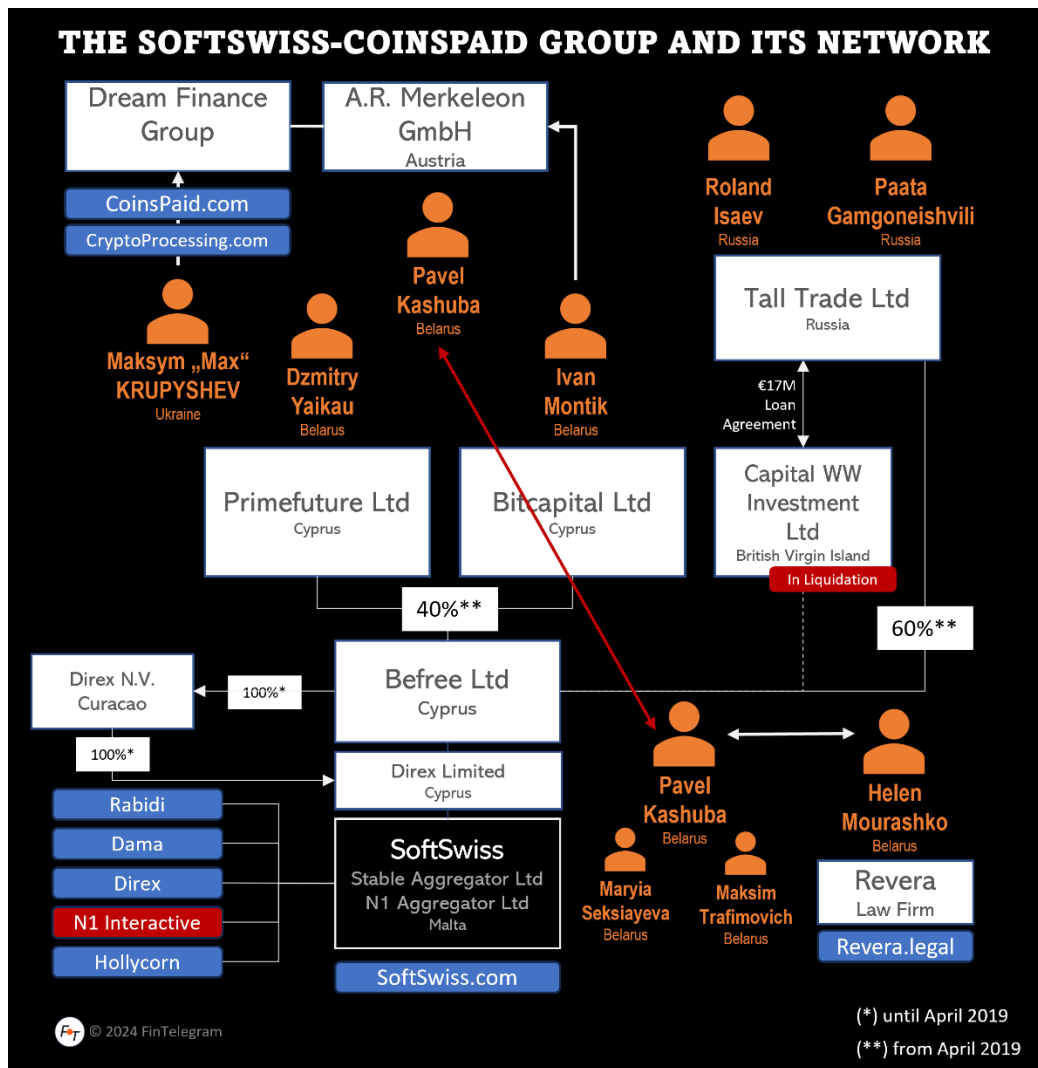 THE SOFTSWISS-COINSPAID GROUP AND ITS NETWORK
Dream Finance
Group
A.R. Merkeleon
GmbH
Austria
CoinsPaid.com
CryptoProcessing.com
Pavel
Kashuba
Belarus
Roland
Isaev
Russia
Paata
Gamgoneishvili
Russia
Maksym „Max“
KRUPYSHEV
Ukraine
Dzmitry
Yaikau
Belarus
Ivan
Montik
Belarus
Tall Trade Ltd
Russia
€17M
Loan
Agreement
Primefuture Ltd
Cyprus
Bitcapital Ltd
Cyprus
Capital WW
Investment
Ltd
British Virgin Island
In Liquidation
40%**
60%**
Direx N.V.
Curacao
100%*
Befree Ltd
Cyprus
100%*
Direx Limited
Cyprus
Rabidi
Dama
Direx
N1 Interactive
Hollycorn
SoftSwiss
Stable Aggregator Ltd
N1 Aggregator Ltd
Malta
SoftSwiss.com
Pavel
Kashuba
Belarus
Helen
Mourashko
Belarus
Maryia
Seksiayeva
Belarus
Maksim
Trafimovich
Belarus
Revera
Law Firm
Revera.legal
FT © 2024 FinTelegram
(*) until April 2019
(**) from April 2019